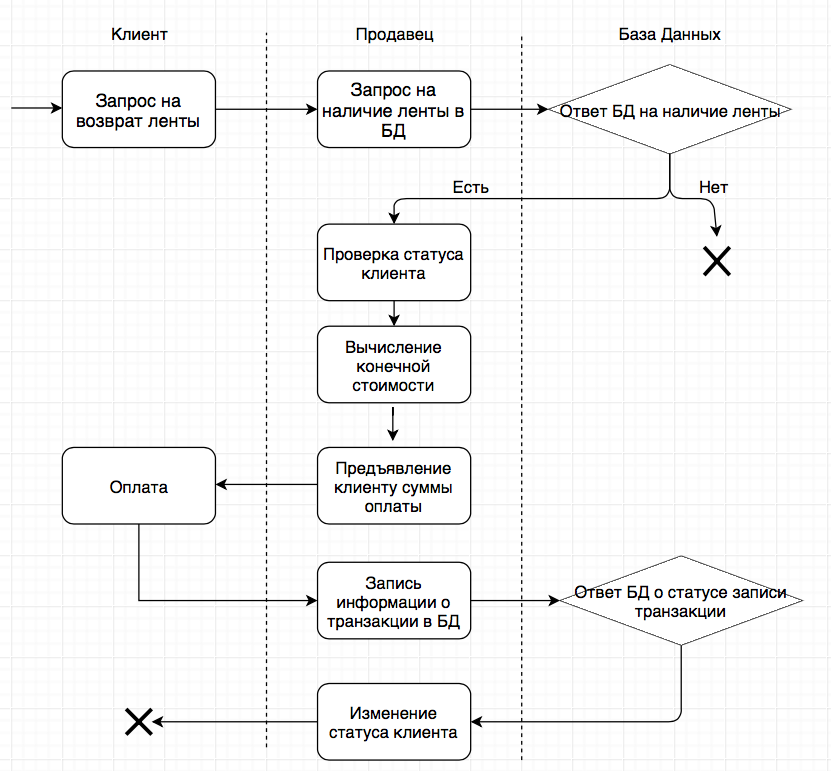 Клиент
Продавец
База Данных
Запрос на
возврат ленты
Запрос на
наличие ленты в
БД
Ответ БД на наличие ленты
Есть
Нет
Проверка статуса
клиента
Вычисление
конечной
стоимости
Оплата
Предъявление
клиенту суммы
оплаты
Запись
информации о
транзакции в БД
Ответ БД о статусе записи
транзакции
Изменение
статуса клиента